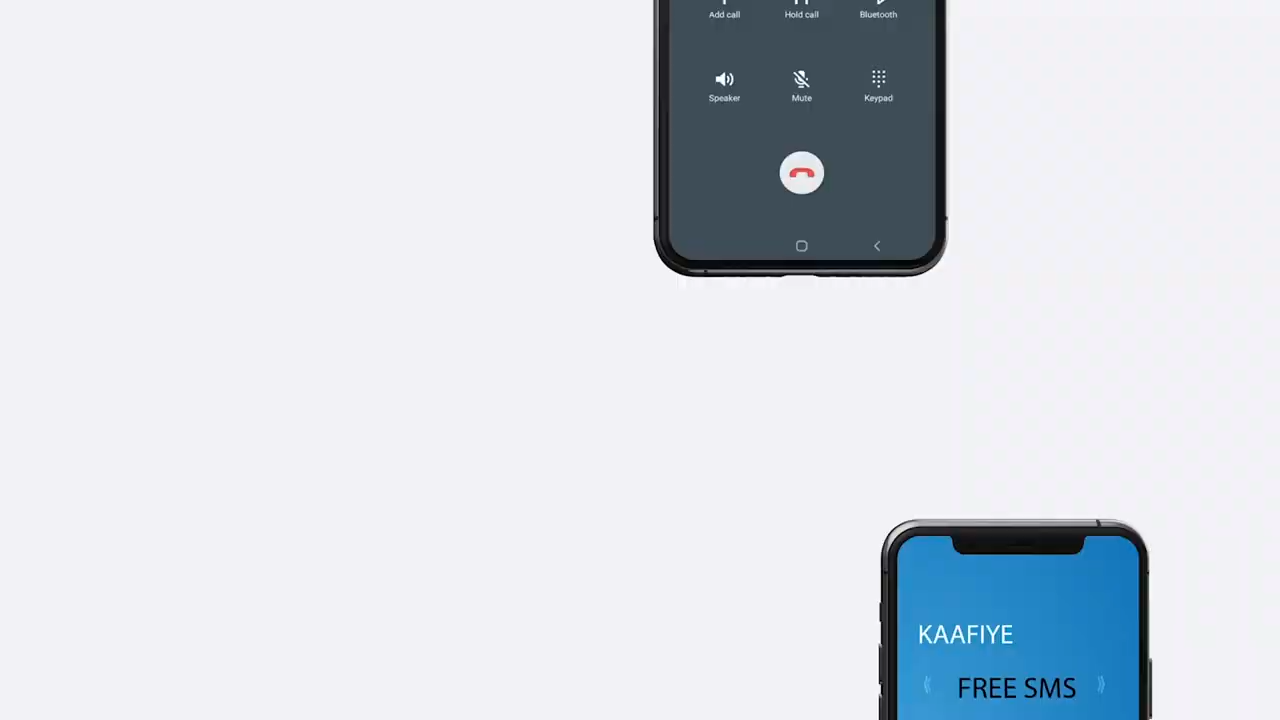 Add call Hold call Bluetooth
Speaker Mute Keypad
KAAFIYE
FREE SMS